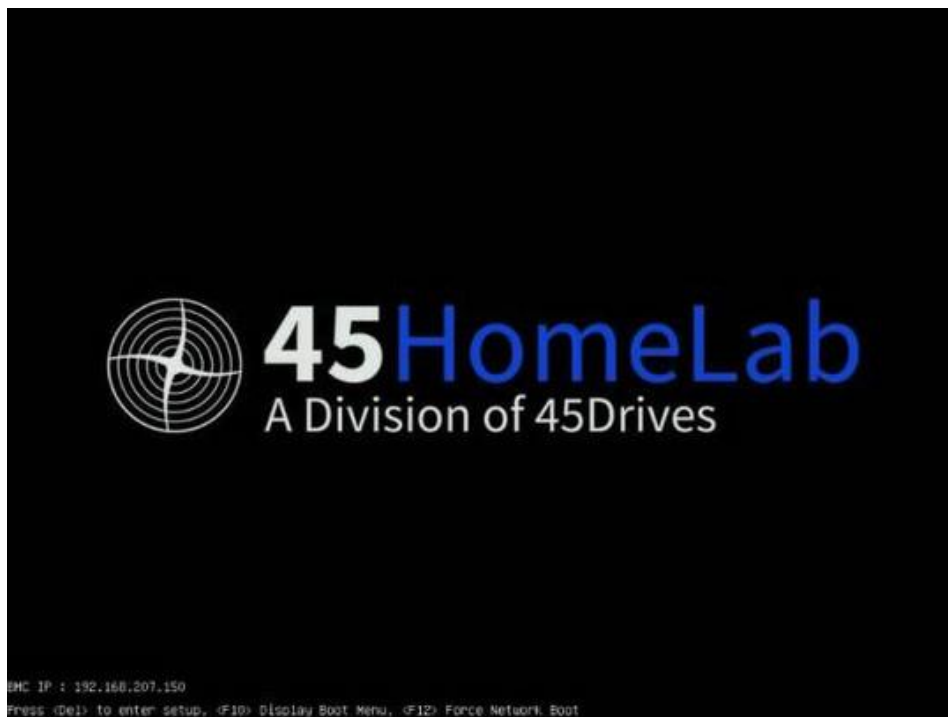 45HomeLab
A Division of 45Drives
BMC IP : 192.168.207.150
Press <Del> to enter setup, <F10> Display Boot Menu, <F12> Force Network Boot